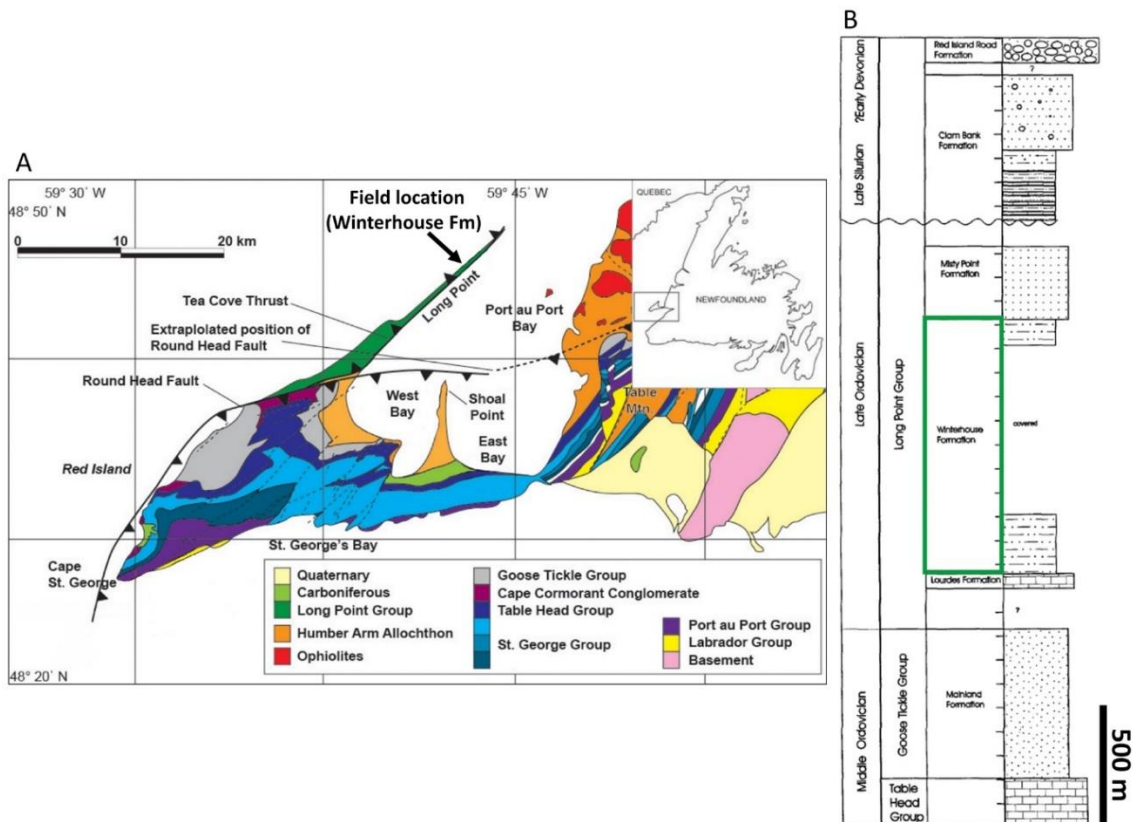 A
59° 30' W
48° 50' N
0 10 20 km
Field location
(Winterhouse Fm)
59° 45' W
QUEBEC
NEWFOUNDLAND
Long Point
Tea Cove Thrust
Port au Port
Bay
Extraplolated position of
Round Head Fault
Round Head Fault
West
Bay
Shoal
Point
Table
Mtn
East
Bay
Red Island
St. George's Bay
Cape
St. George
48° 20' N
Quaternary
Carboniferous
Long Point Group
Humber Arm Allochthon
Ophiolites
Goose Tickle Group
Cape Cormorant Conglomerate
Table Head Group
St. George Group
Port au Port Group
Labrador Group
Basement
B
?Early Devonian
Late Silurian
Late Ordovician
Middle Ordovician
Long Point Group
Goose Tickle Group
Table
Head
Group
Red Island Road
Formation
?
Clam Bank
Formation
Misty Point
Formation
Winterhouse
Formation
covered
Lourdes Formation
?
Mainland
Formation
500 m